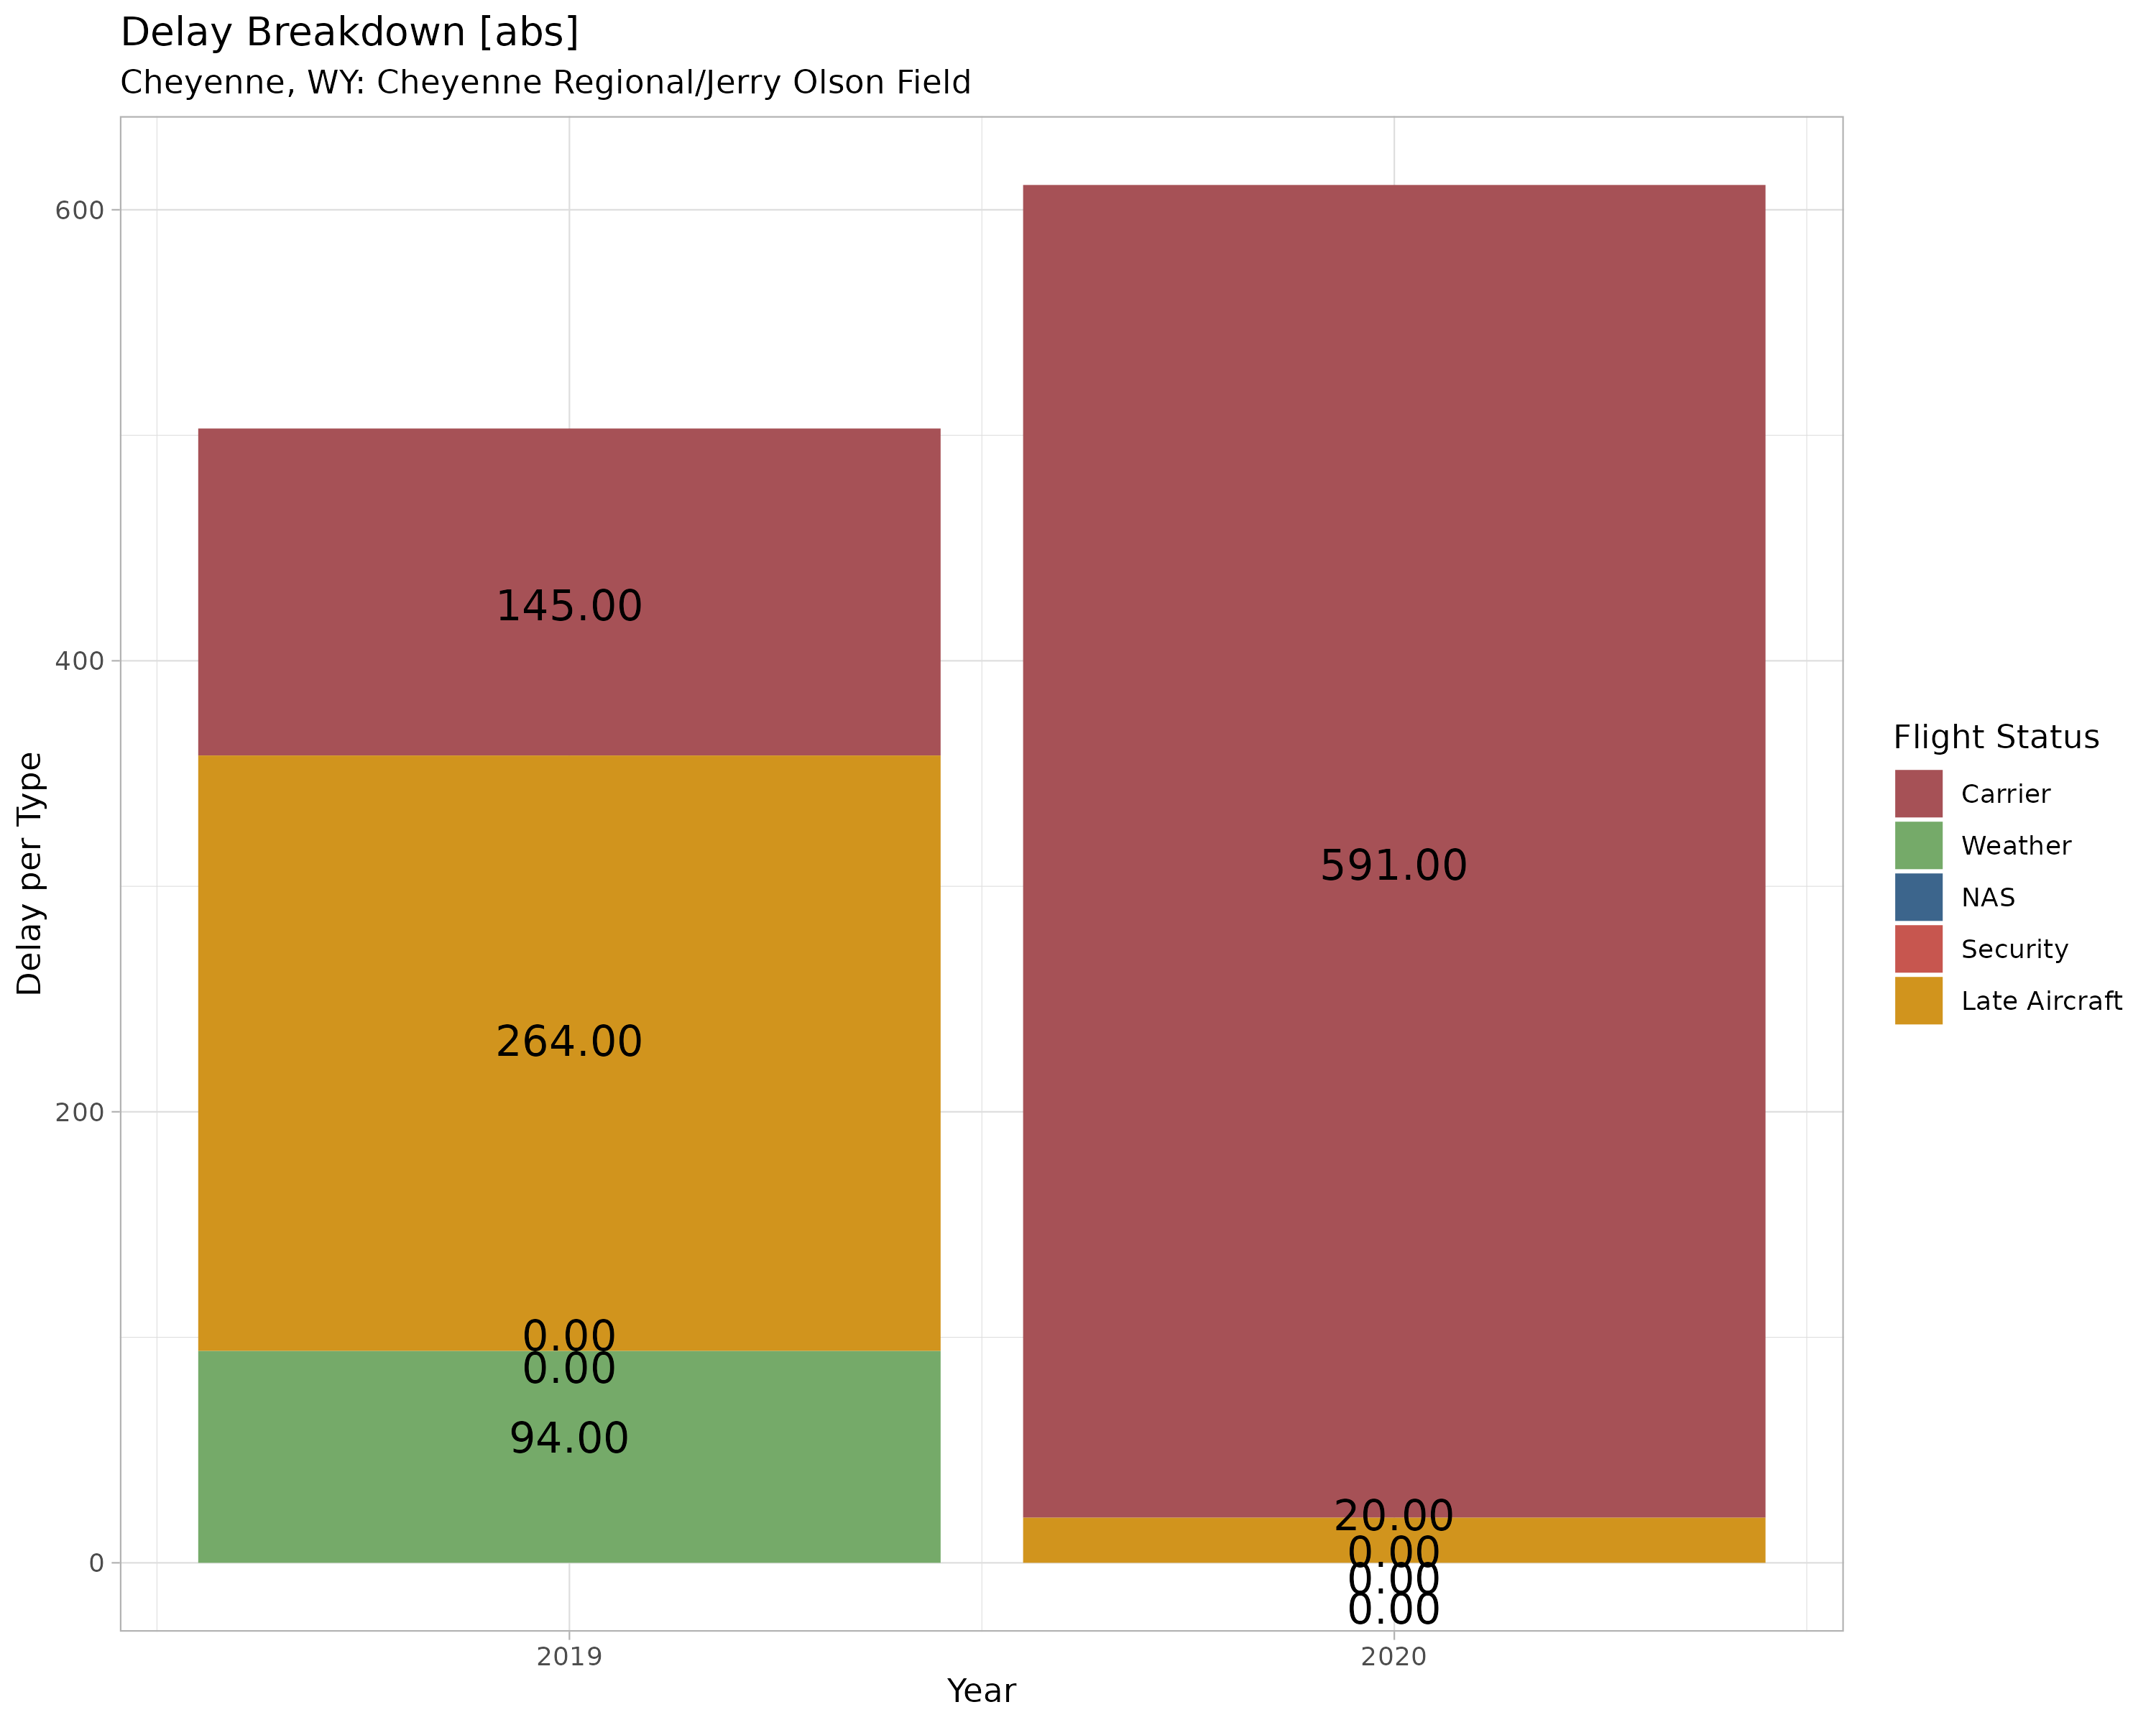 Delay Breakdown [abs]
Cheyenne, WY: Cheyenne Regional/Jerry Olson Field
Delay per Type
600
400
200
0
145.00
264.00
0.00
0.00
94.00
591.00
20.00
0.00
0.00
0.00
2019
2020
Year
Flight Status
Carrier
Weather
NAS
Security
Late Aircraft